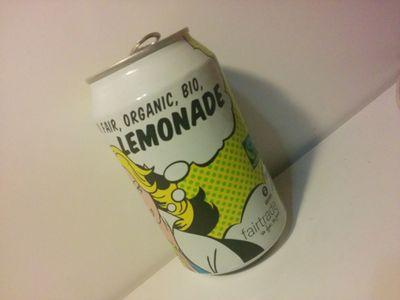 FAIR, ORGANIC, BIO,
LEMONADE
fairtrade